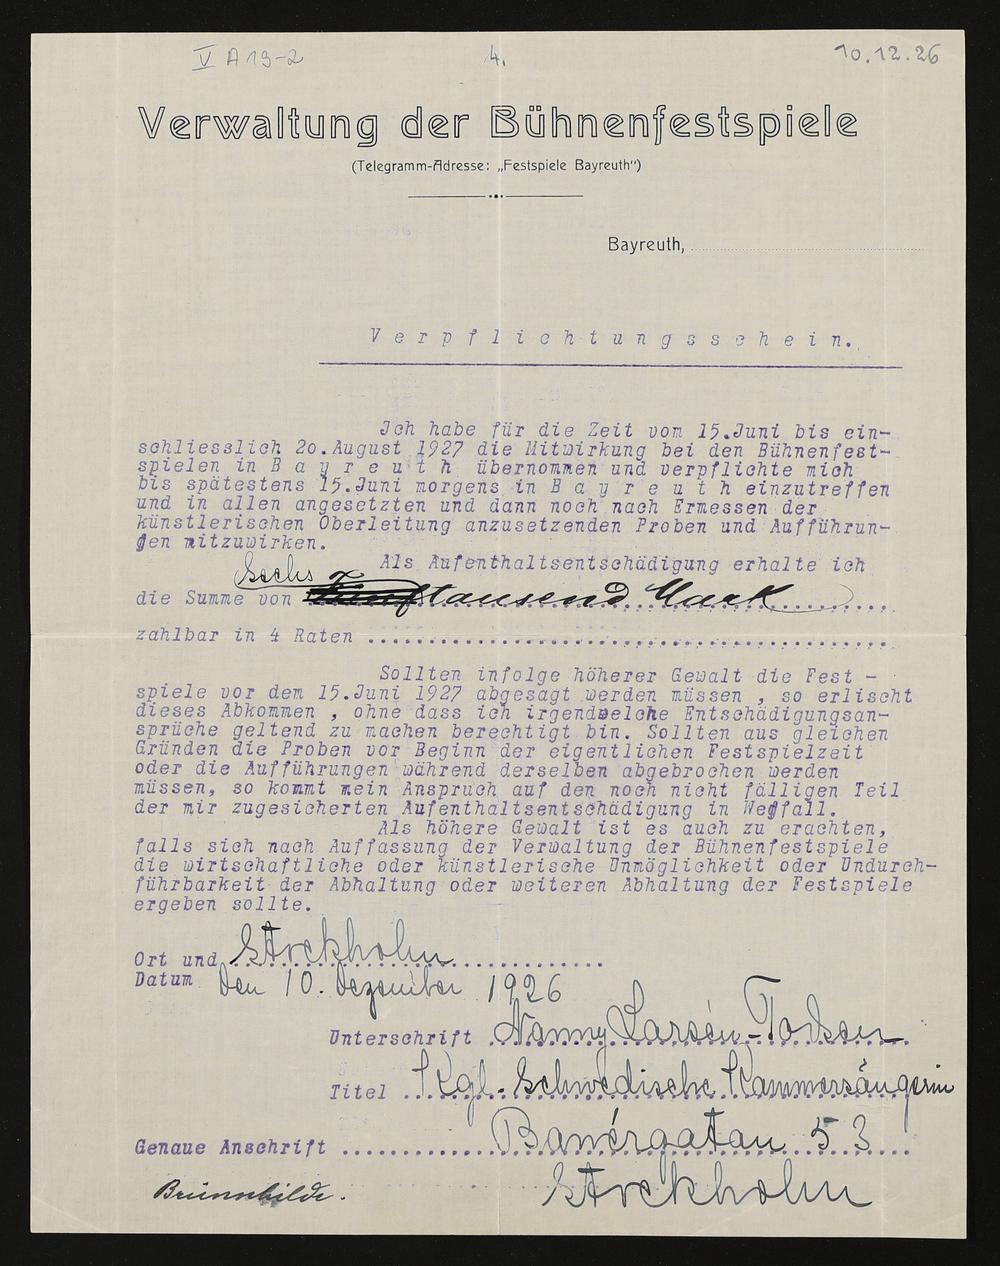 V A 19-2
4.
10.12.26
Verwaltung der Bühnenfestspiele
(Telegramm-Adresse: „Festspiele Bayreuth")
Bayreuth,
Verpflichtungsschein.
Ich habe für die Zeit vom 15.Juni bis ein-
schliesslich 20.August 1927 die Mitwirkung bei den Bühnenfest-
spielen in B a y r e u t h übernommen und verpflichte mich
bis spätestens 15.Juni morgens in B a y r e u t h einzutreffen
und in allen angesetzten und dann noch nach Ermessen der
künstlerischen Oberleitung anzusetzenden Proben und Aufführun-
gen mitzuwirken.
Als Aufenthaltsentschädigung erhalte ich
Sechs
die Summe von Fünftausend Mark
zahlbar in 4 Raten
Sollten infolge höherer Gewalt die Fest -
spiele vor dem 15.Juni 1927 abgesagt werden müssen , so erlischt
dieses Abkommen , ohne dass ich irgendwelche Entschädigungsan-
sprüche geltend zu machen berechtigt bin. Sollten aus gleichen
Gründen die Proben vor Beginn der eigentlichen Festspielzeit
oder die Aufführungen während derselben abgebrochen werden
müssen, so kommt mein Anspruch auf den noch nicht fälligen Teil
der mir zugesicherten Aufenthaltsentschädigung in Wegfall.
Als höhere Gewalt ist es auch zu erachten,
falls sich nach Auffassung der Verwaltung der Bühnenfestspiele
die wirtschaftliche oder künstlerische Unmöglichkeit oder Undurch-
führbarkeit der Abhaltung oder weiteren Abhaltung der Festspiele
ergeben sollte.
Ort und Stockholm
Datum den 10. Dezember 1926
Unterschrift Nanny Larsén-Todsen
Titel Kgl. Schwedische Kammersängerin
Genaue Anschrift Banérgatan 53
Brünnhilde. Stockholm